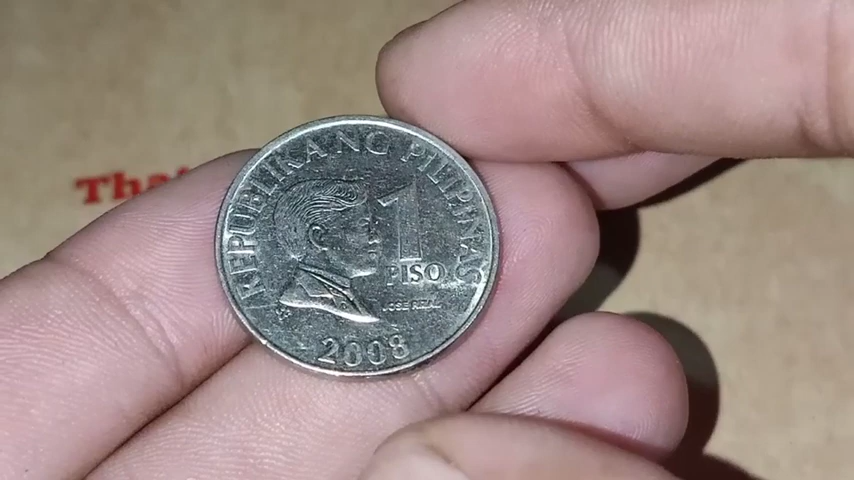 REPUBLIKA NG PILIPINAS
1
PISO
JOSE RIZAL
2008